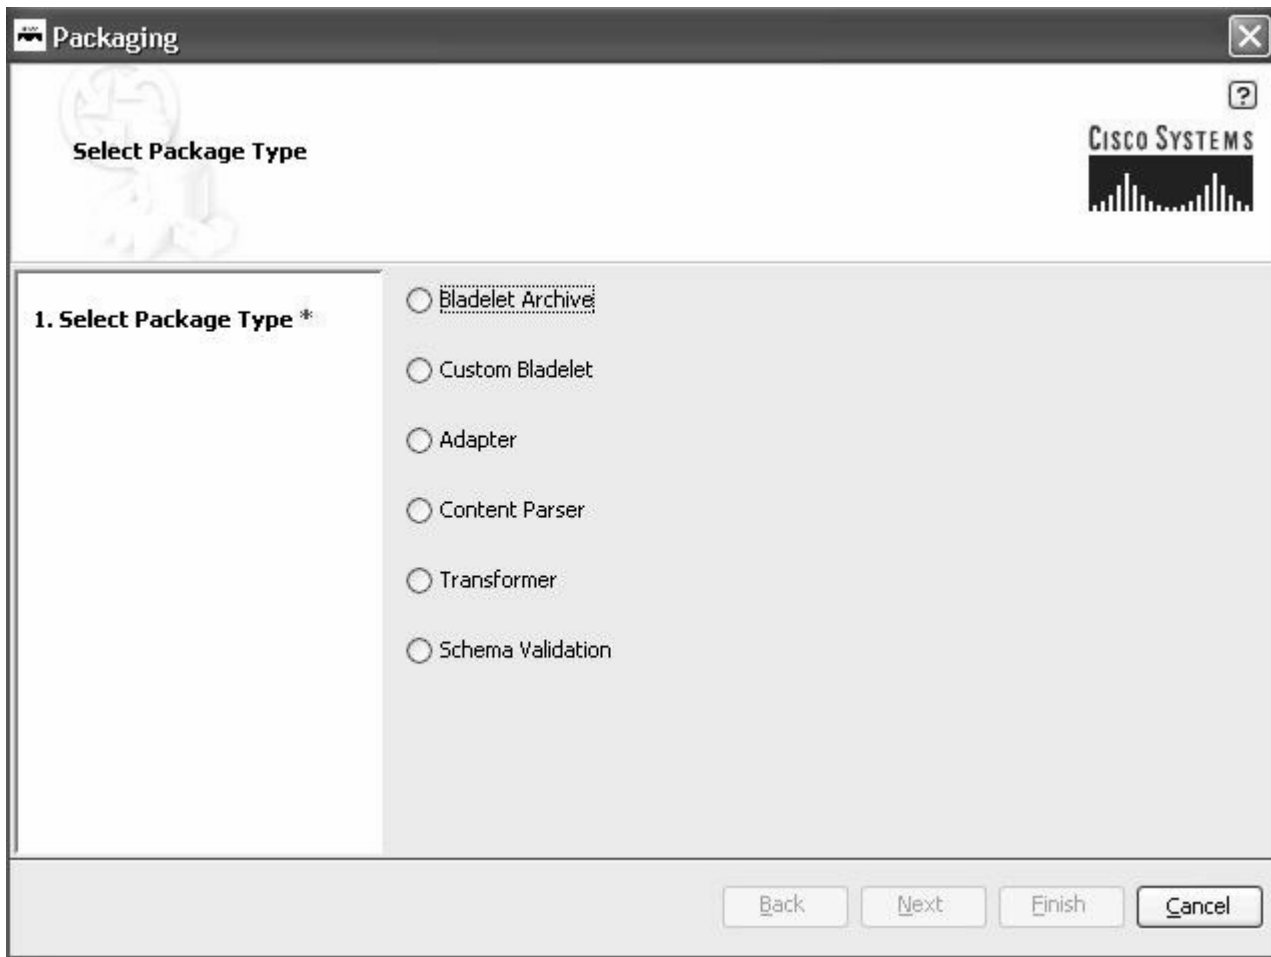 Packaging
?
Select Package Type
CISCO SYSTEMS
1. Select Package Type *
Bladelet Archive
Custom Bladelet
Adapter
Content Parser
Transformer
Schema Validation
Back Next Finish Cancel